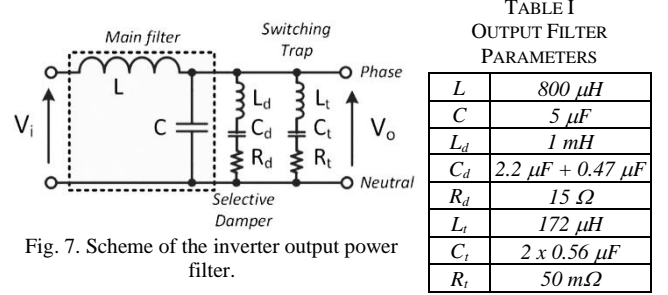 Main filter
Switching
Trap
Phase
L
L_d
L_t
V_i
C
C_d
C_t
V_o
R_d
R_t
Neutral
Selective
Damper
Fig. 7. Scheme of the inverter output power
filter.
TABLE I
OUTPUT FILTER
PARAMETERS
L 800 μH
C 5 μF
L_d 1 mH
C_d 2.2 μF + 0.47 μF
R_d 15 Ω
L_t 172 μH
C_t 2 x 0.56 μF
R_t 50 mΩ